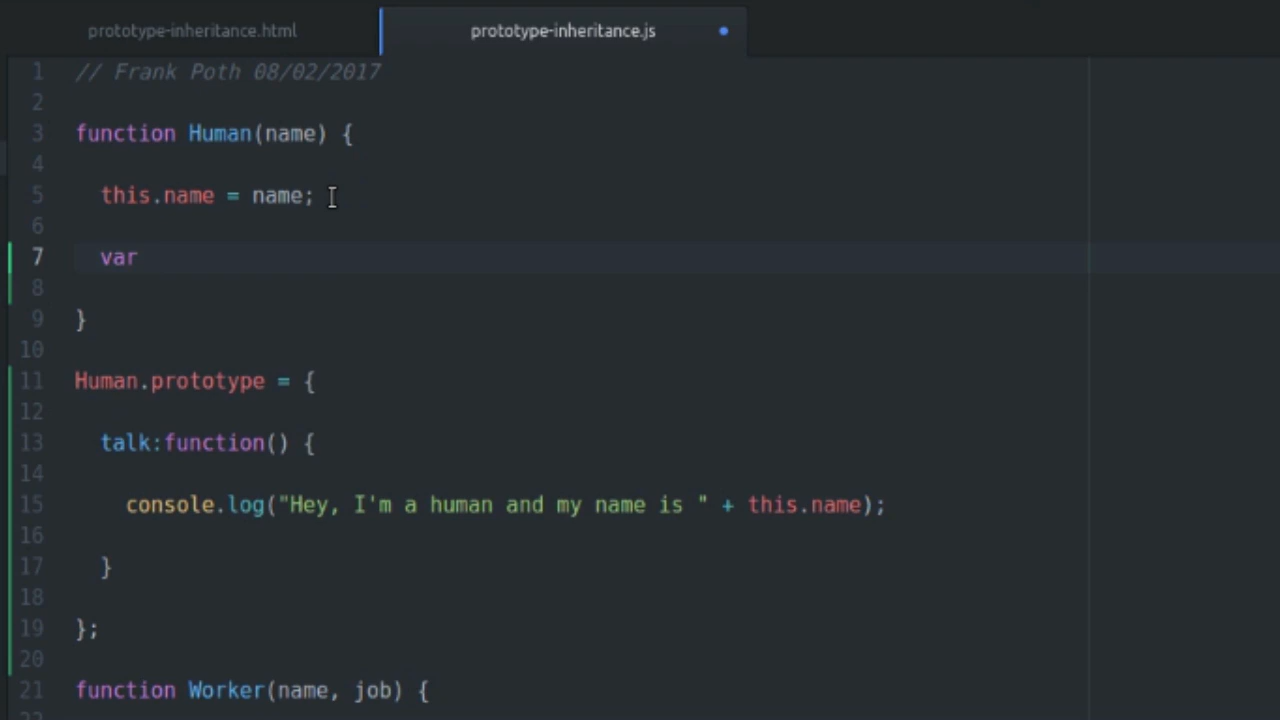 prototype-inheritance.html
prototype-inheritance.js
1 // Frank Poth 08/02/2017
2
3 function Human(name) {
4
5 this.name = name;
6
7 var
8
9 }
10
11 Human.prototype = {
12
13 talk:function() {
14
15 console.log("Hey, I'm a human and my name is " + this.name);
16
17 }
18
19 };
20
21 function Worker(name, job) {
22